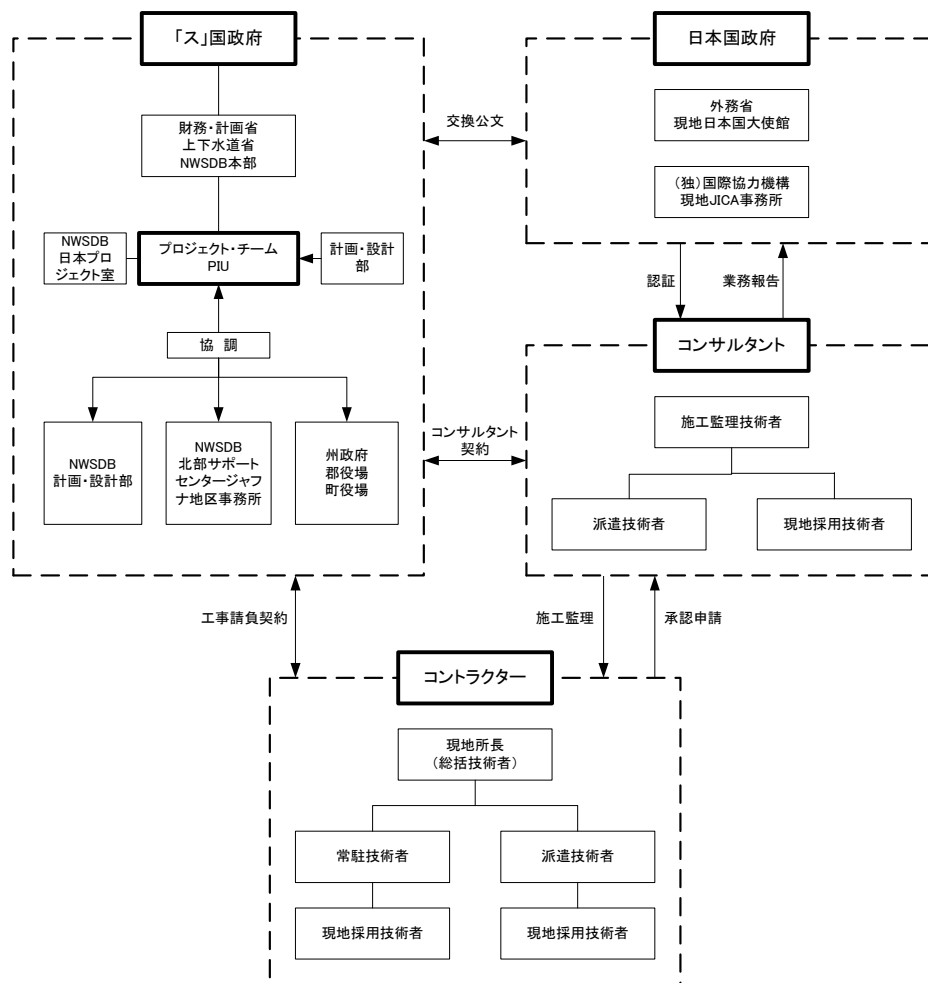 「ス」国政府
日本国政府
財務・計画省
上下水道省
NWSDB本部
交換公文
外務省
現地日本国大使館
(独)国際協力機構
現地JICA事務所
NWSDB
日本プロ
ジェクト室
プロジェクト・チーム
PIU
計画・設計
部
認証
業務報告
協 調
コンサルタント
NWSDB
計画・設計部
NWSDB
北部サポート
センタージャフ
ナ地区事務所
州政府
郡役場
町役場
コンサルタント
契約
施工監理技術者
派遣技術者
現地採用技術者
工事請負契約
施工監理
承認申請
コントラクター
現地所長
(総括技術者)
常駐技術者
派遣技術者
現地採用技術者
現地採用技術者